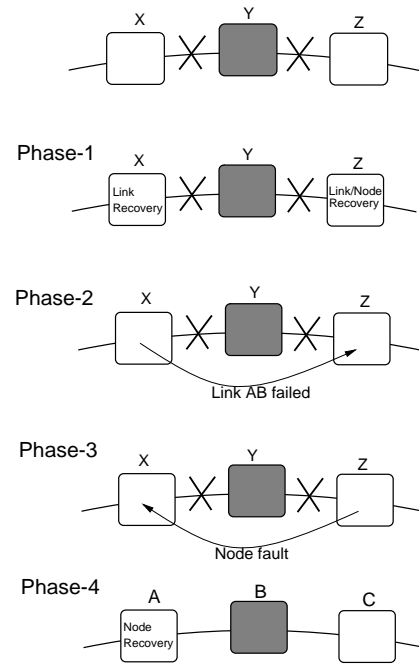 X Y Z
Phase-1
X Y Z
Link
Recovery
Link/Node
Recovery
Phase-2
X Y Z
Link AB failed
Phase-3
X Y Z
Node fault
Phase-4
A B C
Node
Recovery